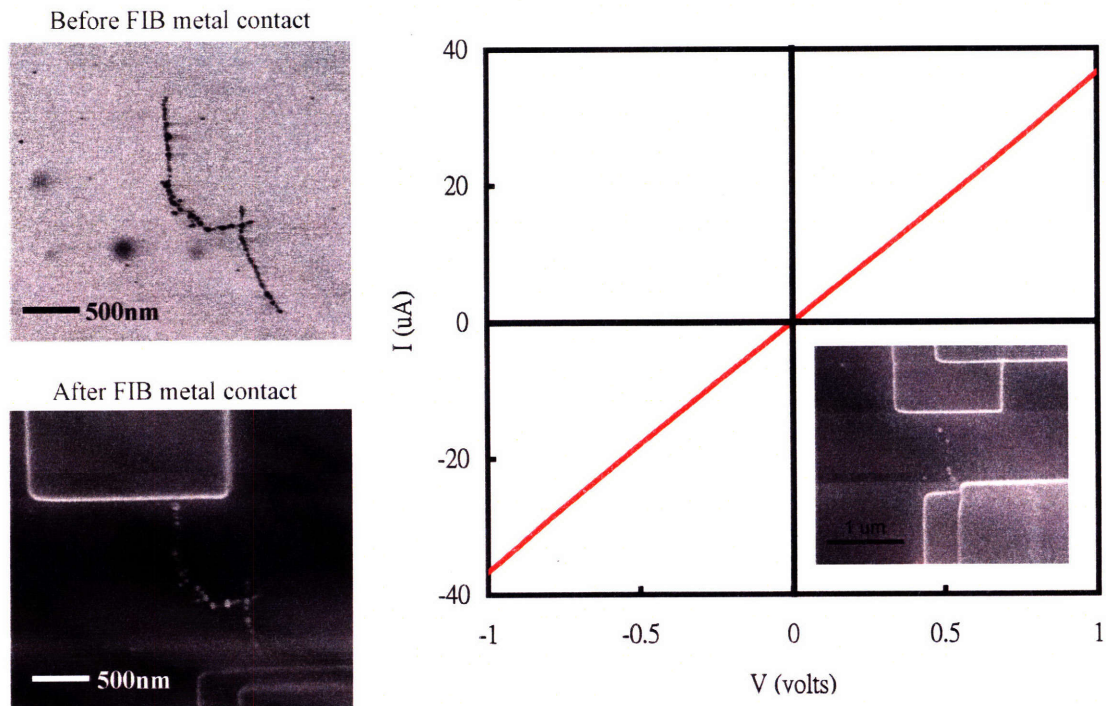 Before FIB metal contact
500nm
After FIB metal contact
500nm
I (uA)
40
20
0
-20
-40
-1
-0.5
0
0.5
1
V (volts)
1 um